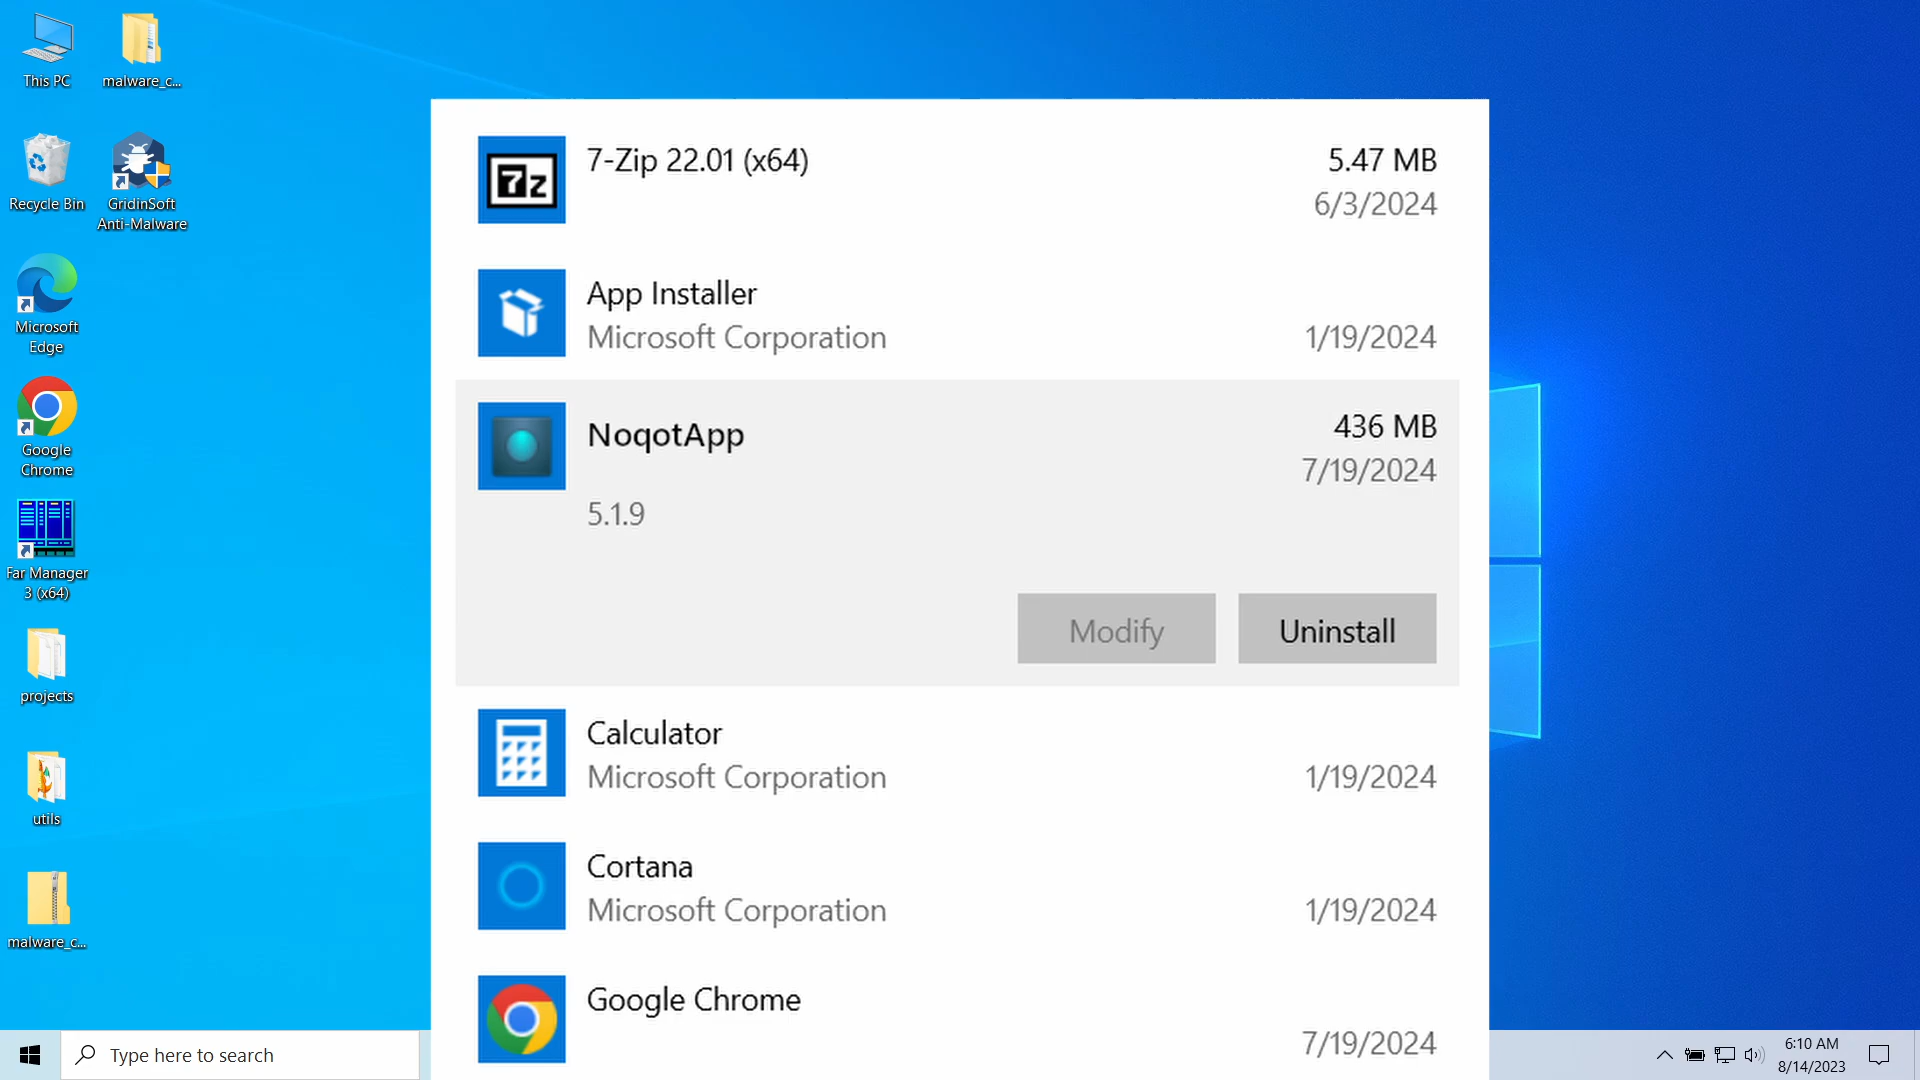 This PC
malware_c...
Recycle Bin
GridinSoft
Anti-Malware
Microsoft
Edge
Google
Chrome
Far Manager
3 (x64)
projects
utils
malware_c...
7z
7-Zip 22.01 (x64)
5.47 MB
6/3/2024
App Installer
Microsoft Corporation
1/19/2024
NoqotApp
436 MB
7/19/2024
5.1.9
Modify
Uninstall
Calculator
Microsoft Corporation
1/19/2024
Cortana
Microsoft Corporation
1/19/2024
Google Chrome
7/19/2024
Type here to search
6:10 AM
8/14/2023